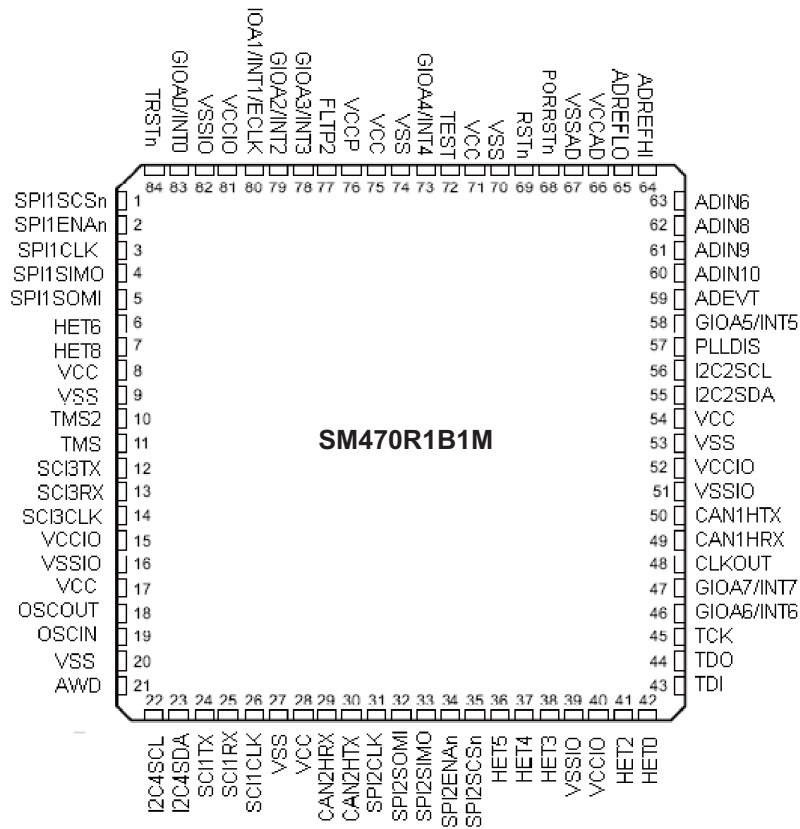 TRSTn
GIOA0/INT0
VSSIO
VCCIO
IOA1/INT1/ECLK
GIOA2/INT2
GIOA3/INT3
FLTP2
VCCP
VCC
VSS
GIOA4/INT4
TEST
VCC
VSS
RSTn
PORRSTn
VSSAD
VCCAD
ADREFLO
ADREFHI
84 83 82 81 80 79 78 77 76 75 74 73 72 71 70 69 68 67 66 65 64
SPI1SCSn 1 63 ADIN6
SPI1ENAn 2 62 ADIN8
SPI1CLK 3 61 ADIN9
SPI1SIMO 4 60 ADIN10
SPI1SOMI 5 59 ADEVT
HET6 6 58 GIOA5/INT5
HET8 7 57 PLLDIS
VCC 8 56 I2C2SCL
VSS 9 55 I2C2SDA
TMS2 10 54 VCC
TMS 11 53 VSS
SM470R1B1M
SCI3TX 12 52 VCCIO
SCI3RX 13 51 VSSIO
SCI3CLK 14 50 CAN1HTX
VCCIO 15 49 CAN1HRX
VSSIO 16 48 CLKOUT
VCC 17 47 GIOA7/INT7
OSCOUT 18 46 GIOA6/INT6
OSCIN 19 45 TCK
VSS 20 44 TDO
AWD 21 43 TDI
22 23 24 25 26 27 28 29 30 31 32 33 34 35 36 37 38 39 40 41 42
I2C4SCL
I2C4SDA
SCI1TX
SCI1RX
SCI1CLK
VSS
VCC
CAN2HRX
CAN2HTX
SPI2CLK
SPI2SOMI
SPI2SIMO
SPI2ENAn
SPI2SCSn
HET5
HET4
HET3
VSSIO
VCCIO
HET2
HET0